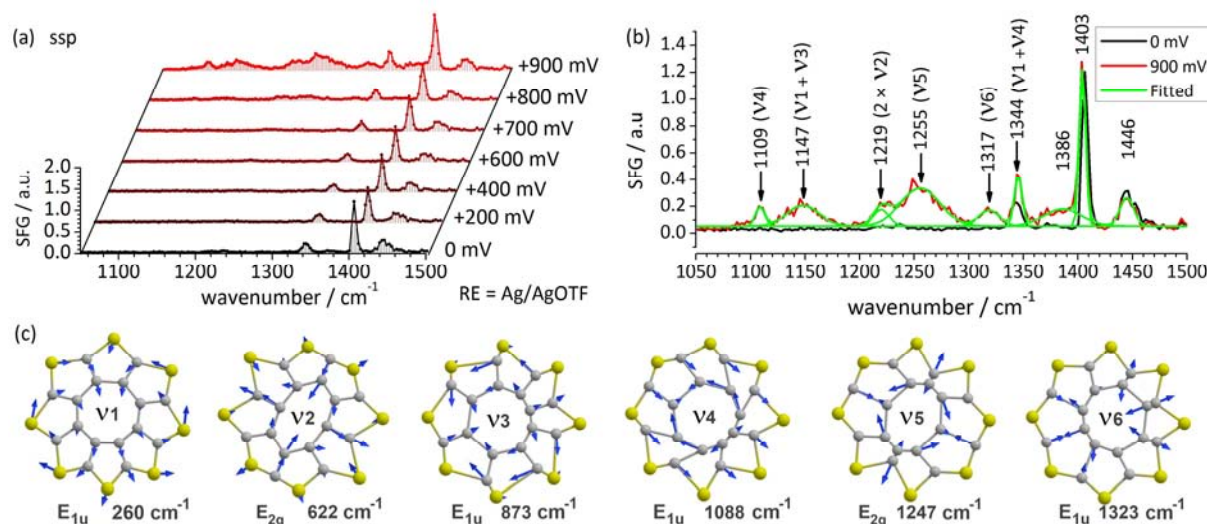 (a) ssp
+900 mV
+800 mV
+700 mV
+600 mV
+400 mV
+200 mV
0 mV
SFG / a.u.
2.0
1.5
1.0
0.5
0.0
1100 1200 1300 1400 1500
wavenumber / cm⁻¹
RE = Ag/AgOTF
(b)
SFG / a.u
1.4
1.2
1.0
0.8
0.6
0.4
0.2
0.0
1109 (ν4)
1147 (ν1 + ν3)
1219 (2 × ν2)
1255 (ν5)
1317 (ν6)
1344 (ν1 +ν4)
1386
1403
1446
0 mV
900 mV
Fitted
1050 1100 1150 1200 1250 1300 1350 1400 1450 1500
wavenumber / cm⁻¹
(c)
ν1 ν2 ν3 ν4 ν5 ν6
E1u 260 cm⁻¹ E2g 622 cm⁻¹ E1u 873 cm⁻¹ E1u 1088 cm⁻¹ E2g 1247 cm⁻¹ E1u 1323 cm⁻¹